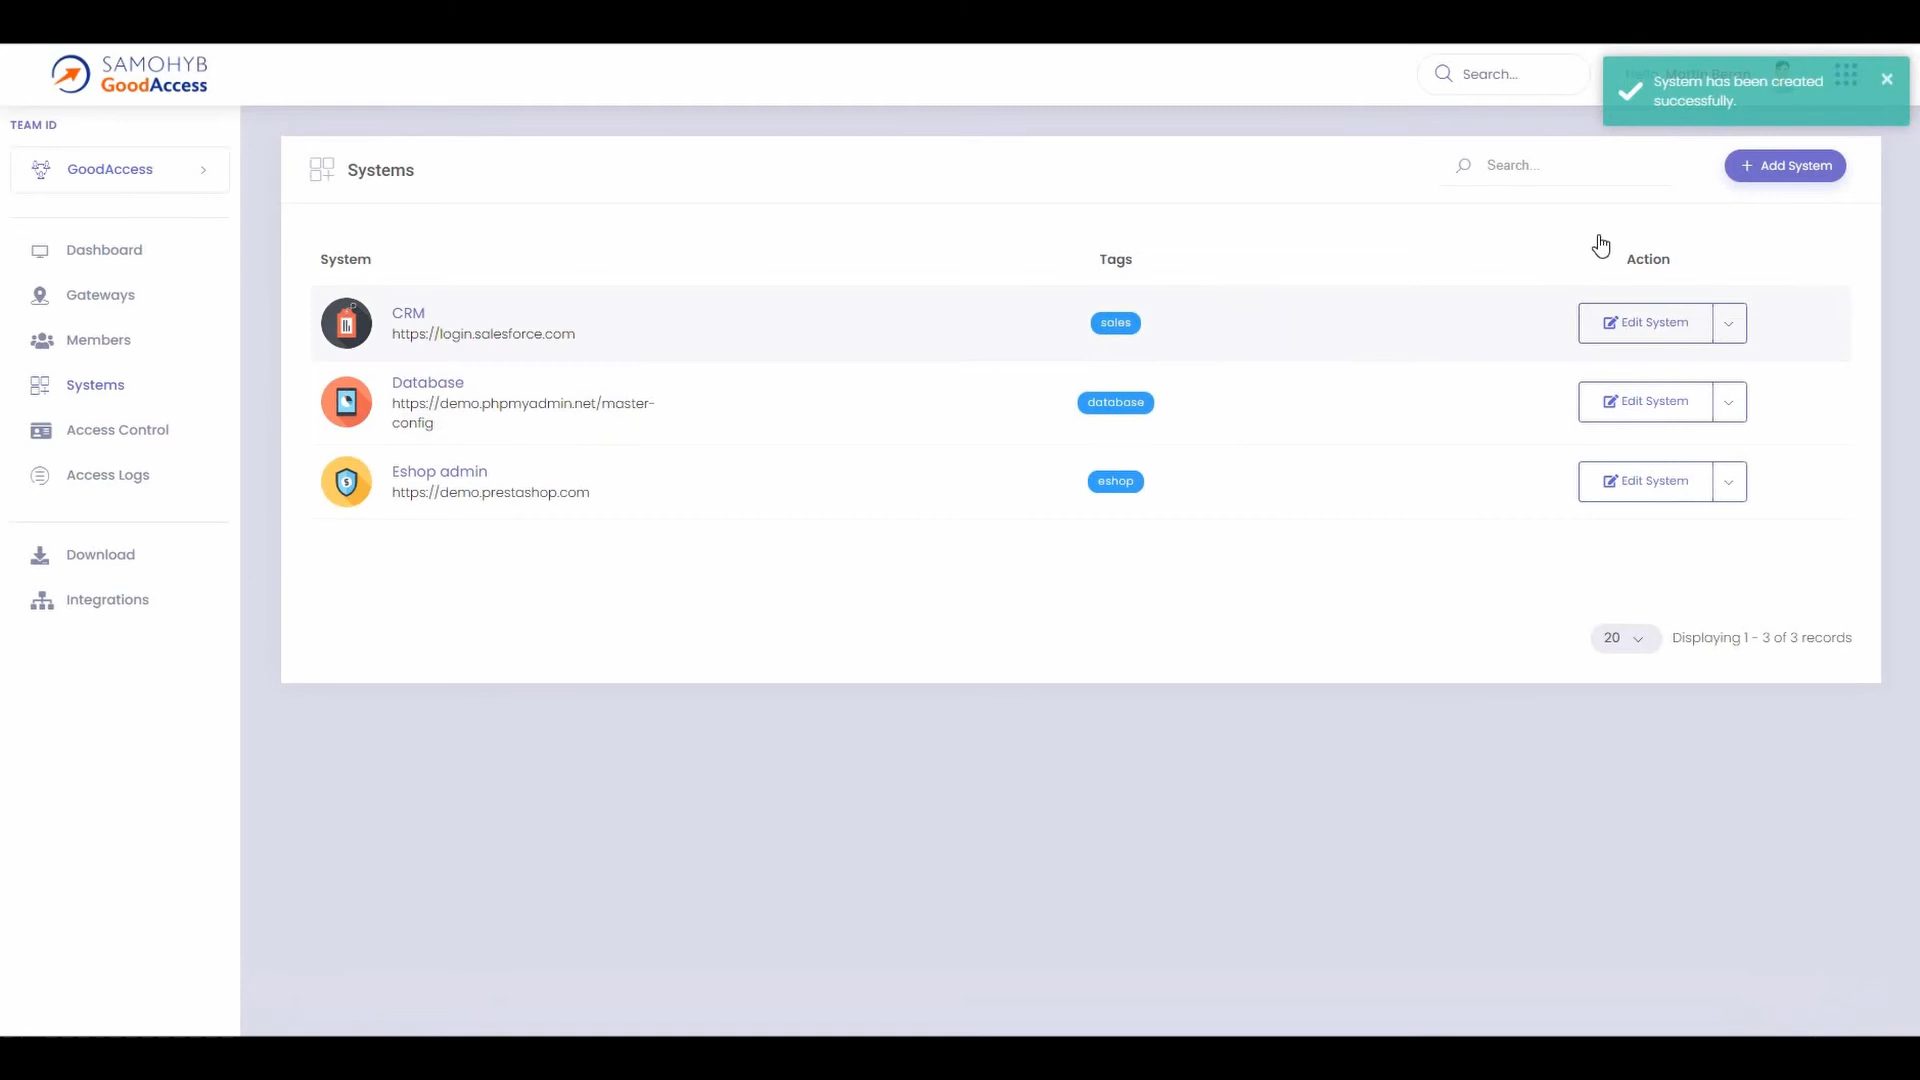 SAMOHYB
GoodAccess
Search...
System has been created
successfully.
TEAM ID
GoodAccess
Dashboard
Gateways
Members
Systems
Access Control
Access Logs
Download
Integrations
Systems
Search...
+ Add System
System
Tags
Action
CRM
https://login.salesforce.com
sales
Edit System
Database
https://demo.phpmyadmin.net/master-
config
database
Edit System
Eshop admin
https://demo.prestashop.com
eshop
Edit System
20
Displaying 1 - 3 of 3 records